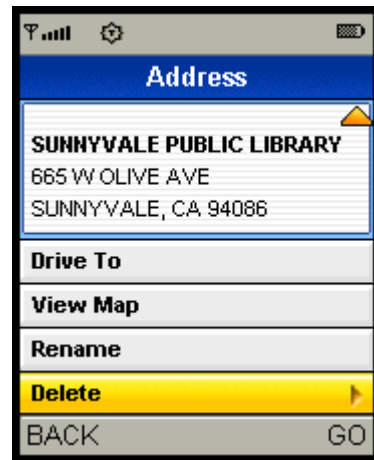 Address
SUNNYVALE PUBLIC LIBRARY
665 W OLIVE AVE
SUNNYVALE, CA 94086
Drive To
View Map
Rename
Delete
BACK GO